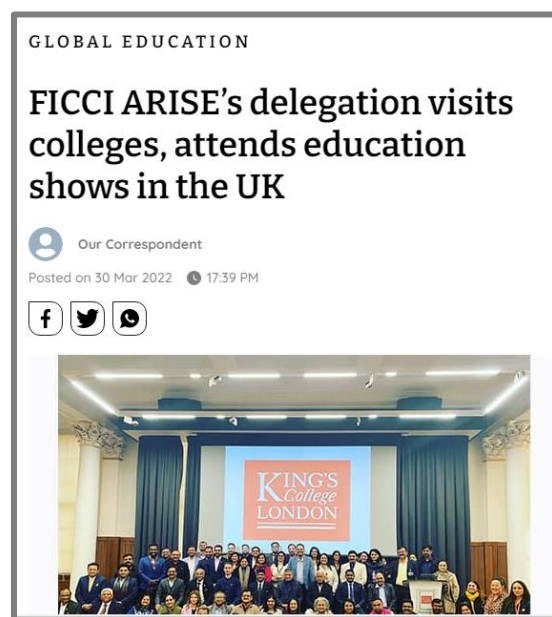 GLOBAL EDUCATION
FICCI ARISE’s delegation visits
colleges, attends education
shows in the UK
Our Correspondent
Posted on 30 Mar 2022 17:39 PM
KING'S
College
LONDON